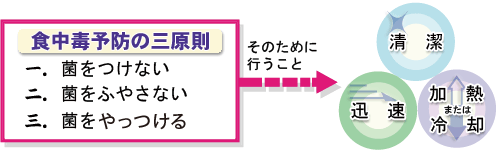 食中毒予防の三原則
一．菌をつけない
二．菌をふやさない
三．菌をやっつける
そのために
行うこと
清潔
迅速
加熱
または
冷却